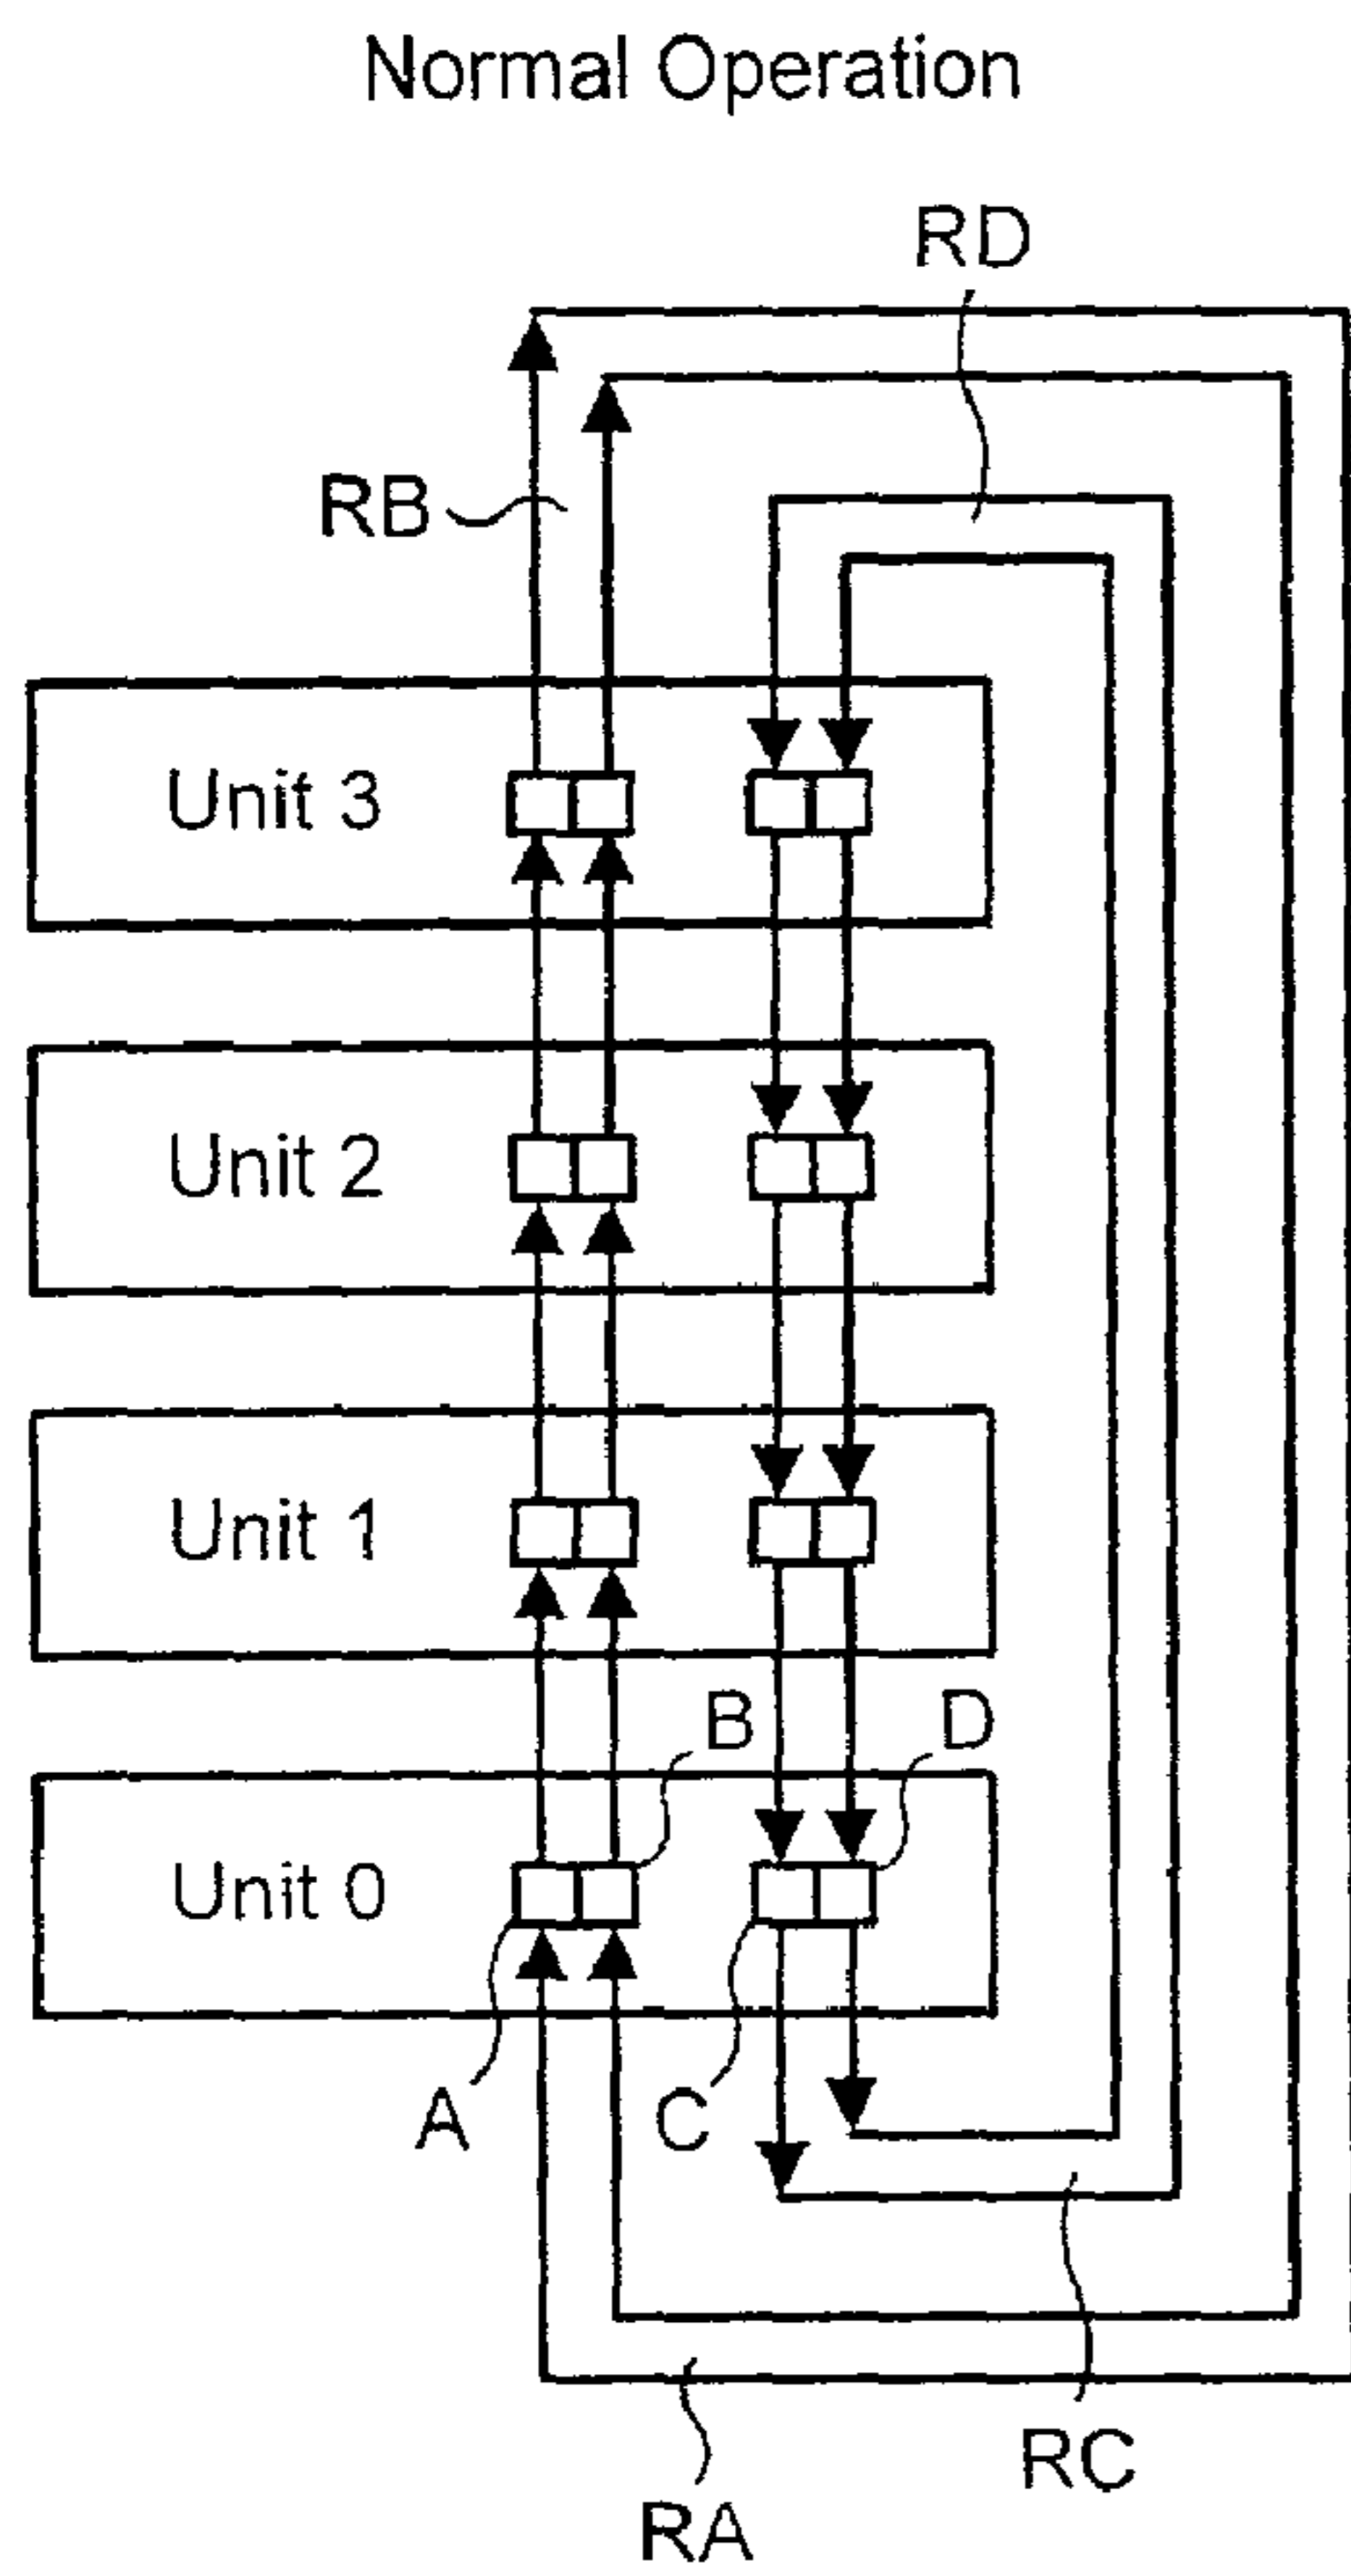 Normal Operation
RD
RB
Unit 3
Unit 2
Unit 1
B
D
Unit 0
A
C
RC
RA